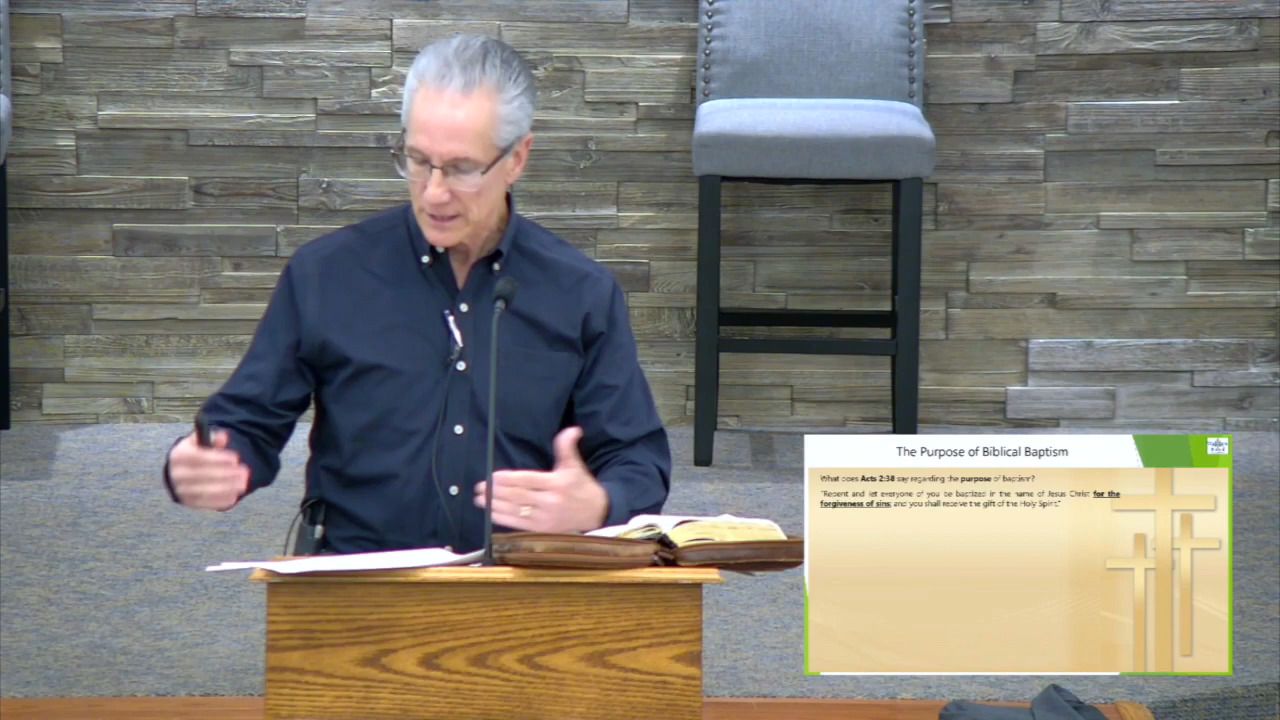 The Purpose of Biblical Baptism
What does Acts 2:38 say regarding the purpose of baptism?
"Repent and let everyone of you be baptized in the name of Jesus Christ for the
forgiveness of sins; and you shall receive the gift of the Holy Spirit."